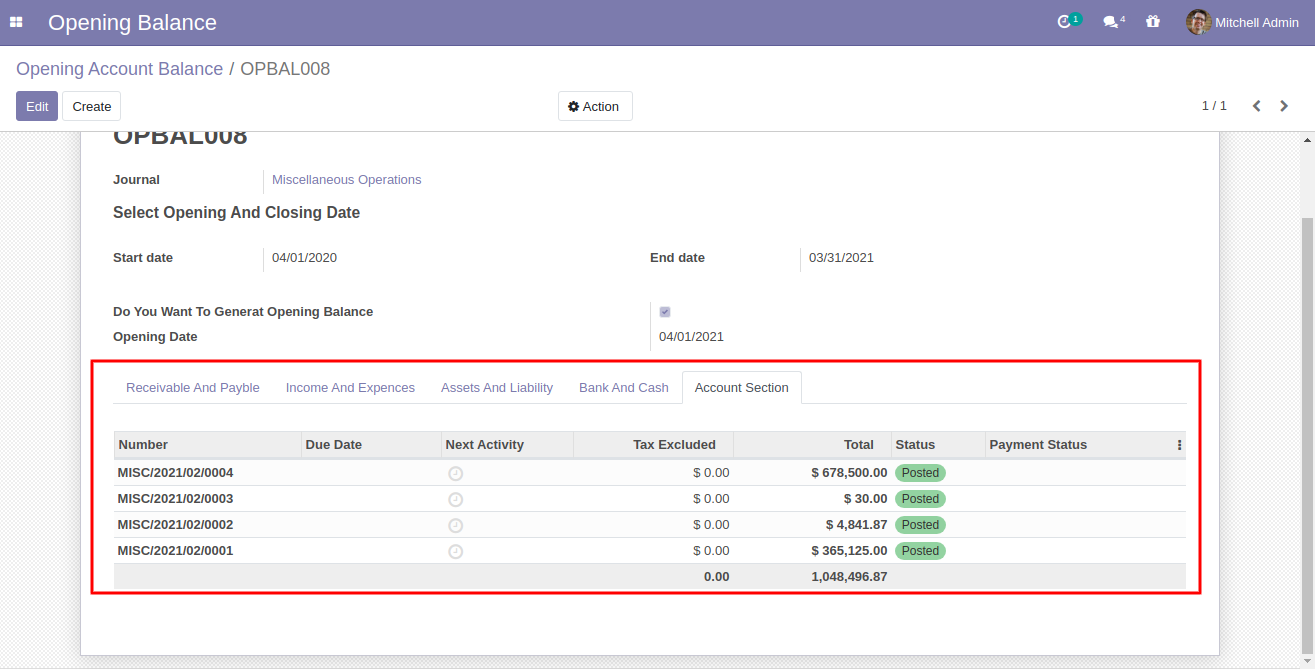 Opening Balance 1 4 Mitchell Admin
Opening Account Balance / OPBAL008
Edit Create Action 1 / 1
OPBAL008
Journal Miscellaneous Operations
Select Opening And Closing Date
Start date 04/01/2020 End date 03/31/2021
Do You Want To Generat Opening Balance
Opening Date 04/01/2021
Receivable And Payble Income And Expences Assets And Liability Bank And Cash Account Section
Number Due Date Next Activity Tax Excluded Total Status Payment Status
MISC/2021/02/0004 $ 0.00 $ 678,500.00 Posted
MISC/2021/02/0003 $ 0.00 $ 30.00 Posted
MISC/2021/02/0002 $ 0.00 $ 4,841.87 Posted
MISC/2021/02/0001 $ 0.00 $ 365,125.00 Posted
0.00 1,048,496.87